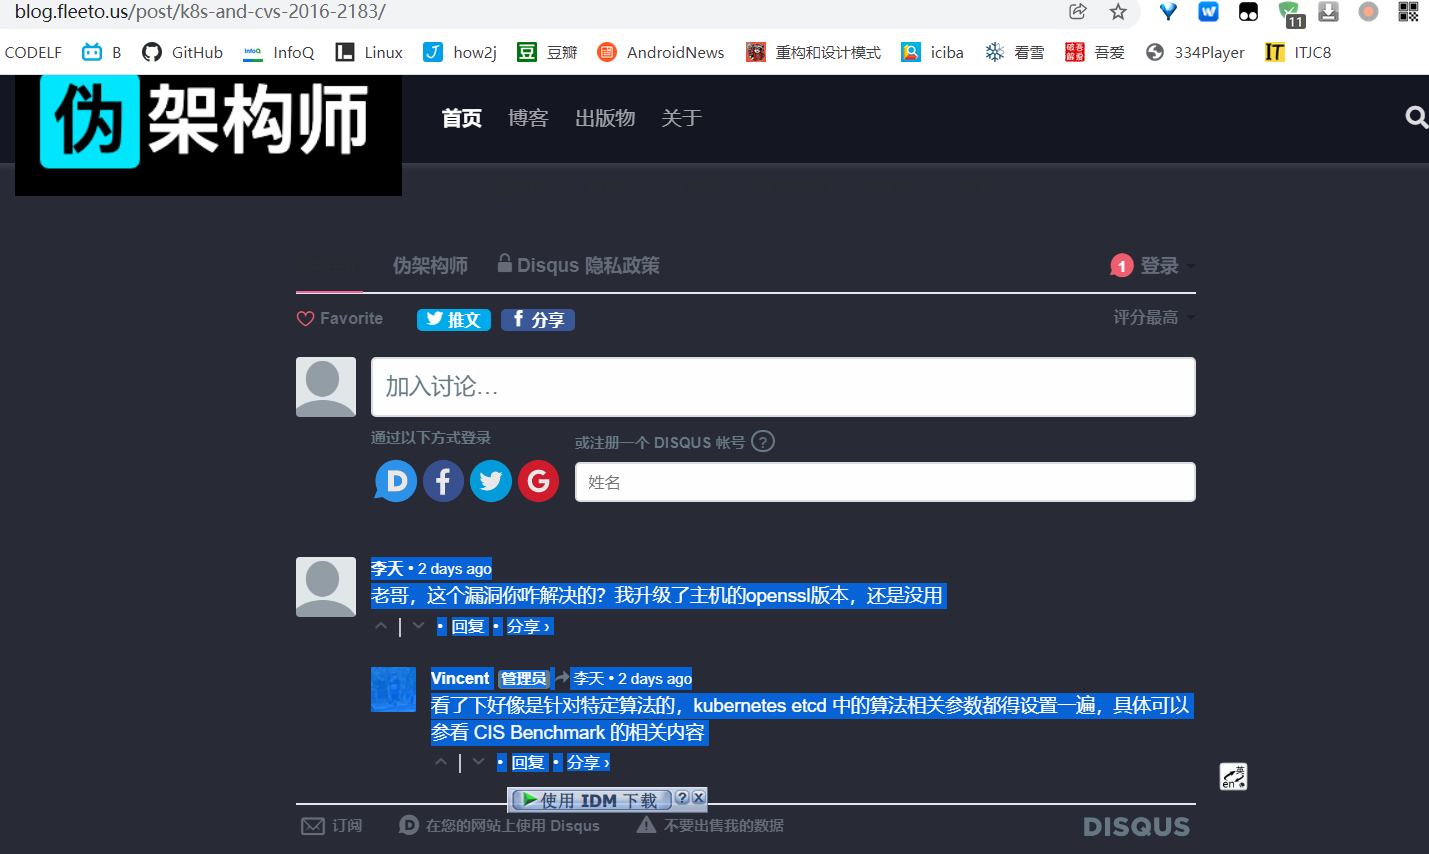 blog.fleeto.us/post/k8s-and-cvs-2016-2183/
11
CODELF B GitHub InfoQ InfoQ Linux J how2j 豆 豆瓣 AndroidNews 重构和设计模式 iciba 看雪 吾爱破解 吾爱 334Player IT ITJC8
伪架构师 首页 博客 出版物 关于
伪架构师 Disqus 隐私政策 1 登录
Favorite 推文 分享 评分最高
加入讨论…
通过以下方式登录 或注册一个 DISQUS 帐号 ?
D f G 姓名
李天 • 2 days ago
老哥，这个漏洞你咋解决的？我升级了主机的openssl版本，还是没用
• 回复 • 分享 ›
Vincent 管理员 李天 • 2 days ago
看了下好像是针对特定算法的，kubernetes etcd 中的算法相关参数都得设置一遍，具体可以
参看 CIS Benchmark 的相关内容
• 回复 • 分享 ›
英 en
使用 IDM 下载 ? X
订阅 D 在您的网站上使用 Disqus 不要出售我的数据 DISQUS